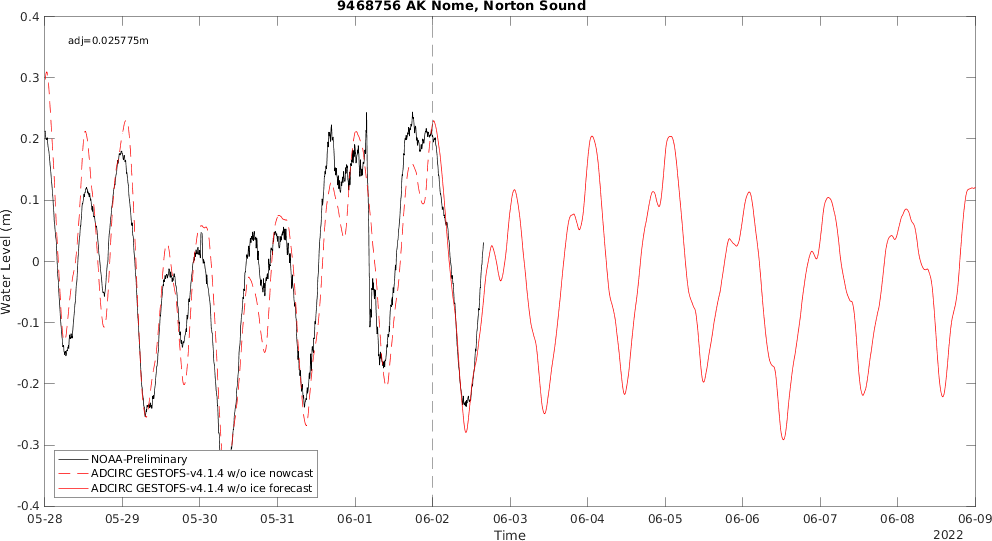 9468756 AK Nome, Norton Sound
adj=0.025775m
0.4
0.3
0.2
0.1
0
-0.1
-0.2
-0.3
-0.4
Water Level (m)
NOAA-Preliminary
ADCIRC GESTOFS-v4.1.4 w/o ice nowcast
ADCIRC GESTOFS-v4.1.4 w/o ice forecast
05-28 05-29 05-30 05-31 06-01 06-02 06-03 06-04 06-05 06-06 06-07 06-08 06-09
Time
2022